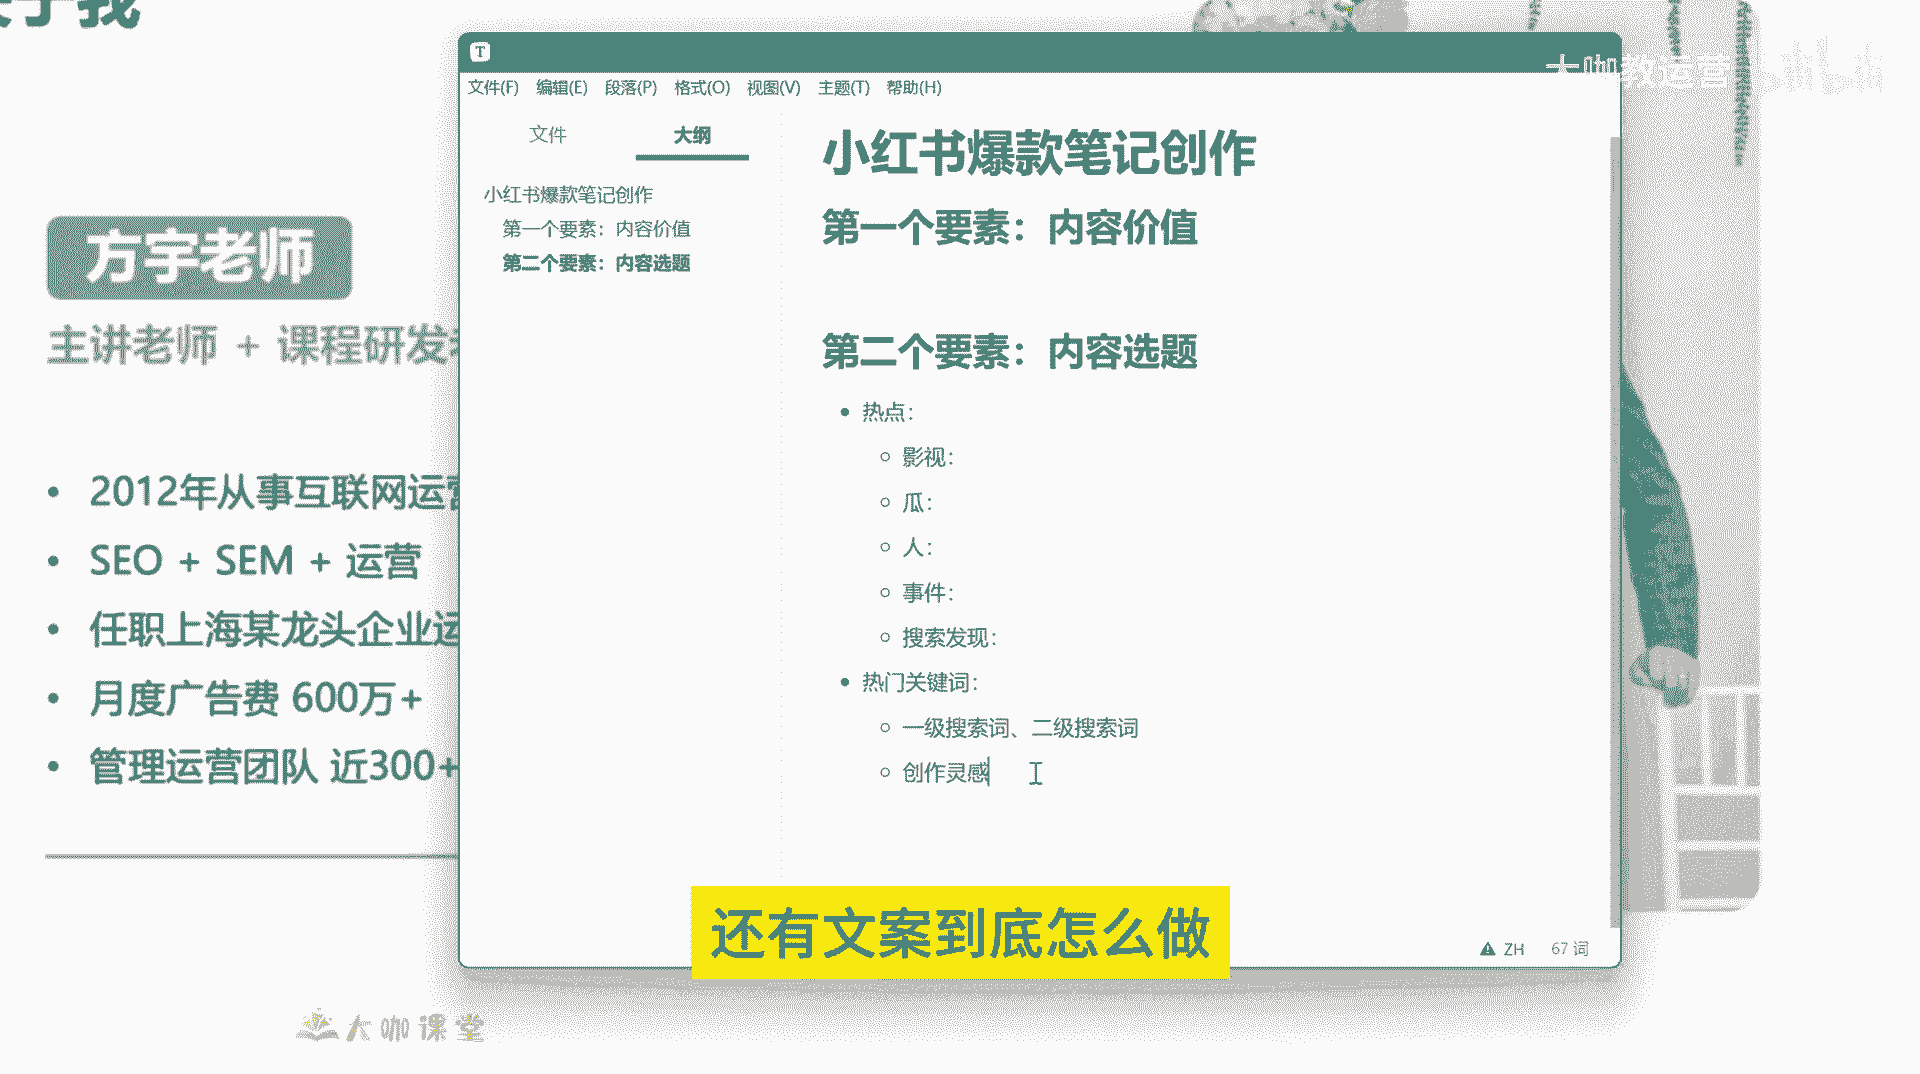 大咖教运营
T
文件(F) 编辑(E) 段落(P) 格式(O) 视图(V) 主题(T) 帮助(H)
文件 大纲
小红书爆款笔记创作
第一个要素：内容价值
第二个要素：内容选题
小红书爆款笔记创作
第一个要素：内容价值
第二个要素：内容选题
热点：
影视：
瓜：
人：
事件：
搜索发现：
热门关键词：
一级搜索词、二级搜索词
创作灵感
ZH 67 词
方宇老师
主讲老师 + 课程研发
2012年从事互联网运
SEO + SEM + 运营
任职上海某龙头企业运
月度广告费 600万+
管理运营团队 近300+
还有文案到底怎么做
大咖课堂